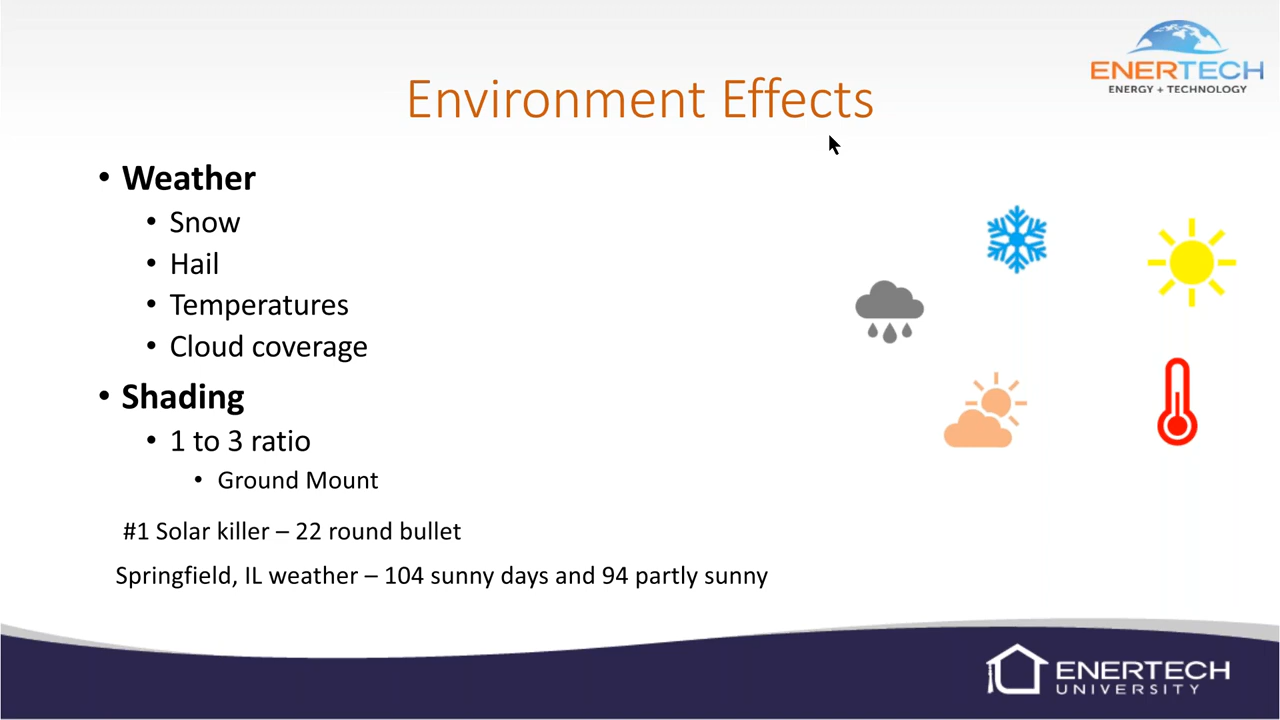 ENERTECH
ENERGY + TECHNOLOGY
Environment Effects
• Weather
• Snow
• Hail
• Temperatures
• Cloud coverage
• Shading
• 1 to 3 ratio
• Ground Mount
#1 Solar killer – 22 round bullet
Springfield, IL weather – 104 sunny days and 94 partly sunny
ENERTECH
UNIVERSITY